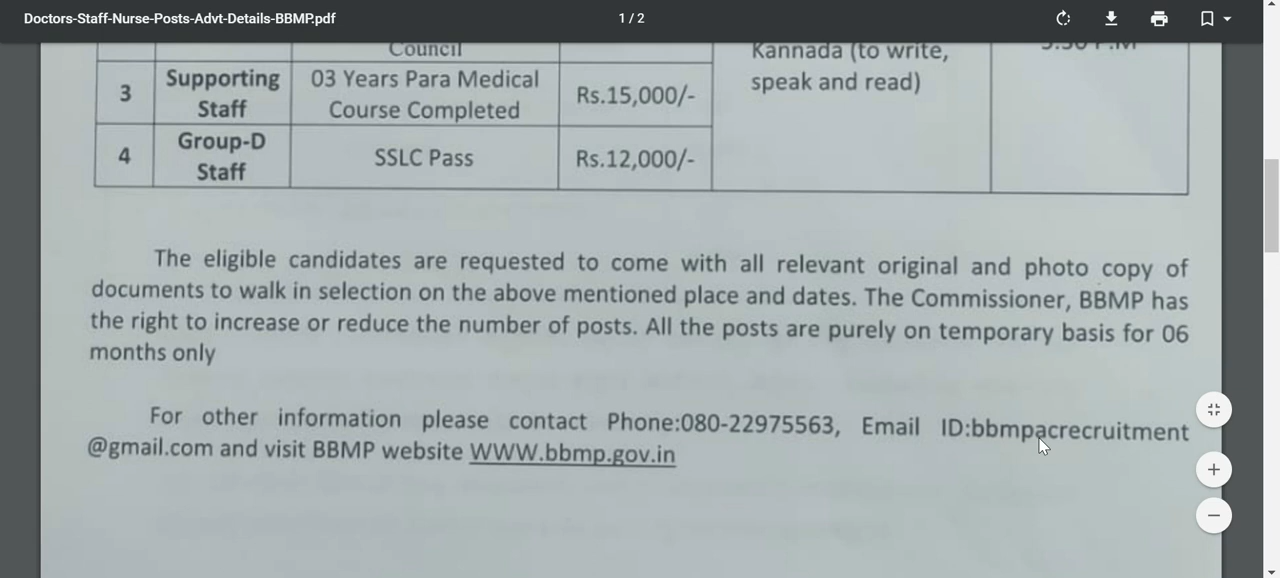 Doctors-Staff-Nurse-Posts-Advt-Details-BBMP.pdf
1 / 2
Council
Kannada (to write,
speak and read)
5.30 P.M
3
Supporting
Staff
03 Years Para Medical
Course Completed
Rs.15,000/-
4
Group-D
Staff
SSLC Pass
Rs.12,000/-
The eligible candidates are requested to come with all relevant original and photo copy of
documents to walk in selection on the above mentioned place and dates. The Commissioner, BBMP has
the right to increase or reduce the number of posts. All the posts are purely on temporary basis for 06
months only
For other information please contact Phone:080-22975563, Email ID:bbmpacrecruitment
@gmail.com and visit BBMP website WWW.bbmp.gov.in